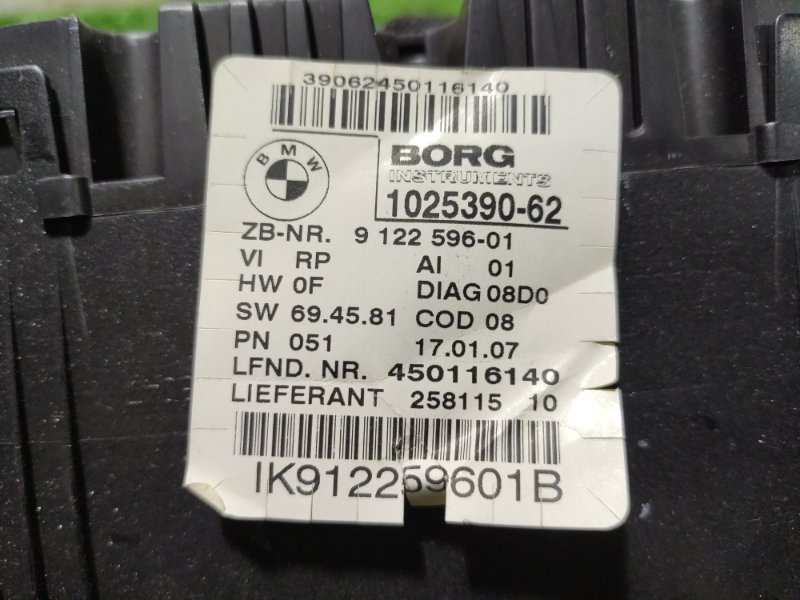 39062450116140
BMW
BORG
INSTRUMENTS
1025390-62
ZB-NR. 9 122 596-01
VI RP AI 01
HW 0F DIAG 08D0
SW 69.45.81 COD 08
PN 051 17.01.07
LFND. NR. 450116140
LIEFERANT 258115 10
IK912259601B